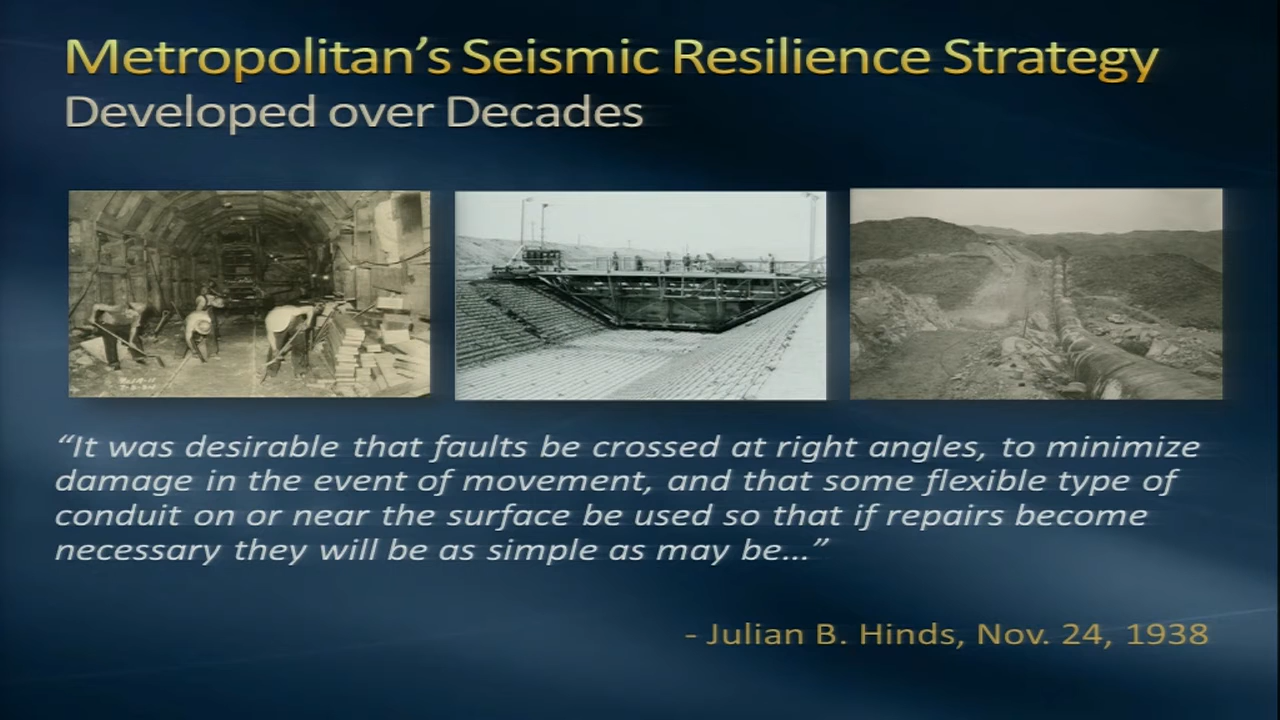 Metropolitan’s Seismic Resilience Strategy
Developed over Decades
“It was desirable that faults be crossed at right angles, to minimize
damage in the event of movement, and that some flexible type of
conduit on or near the surface be used so that if repairs become
necessary they will be as simple as may be...”
- Julian B. Hinds, Nov. 24, 1938